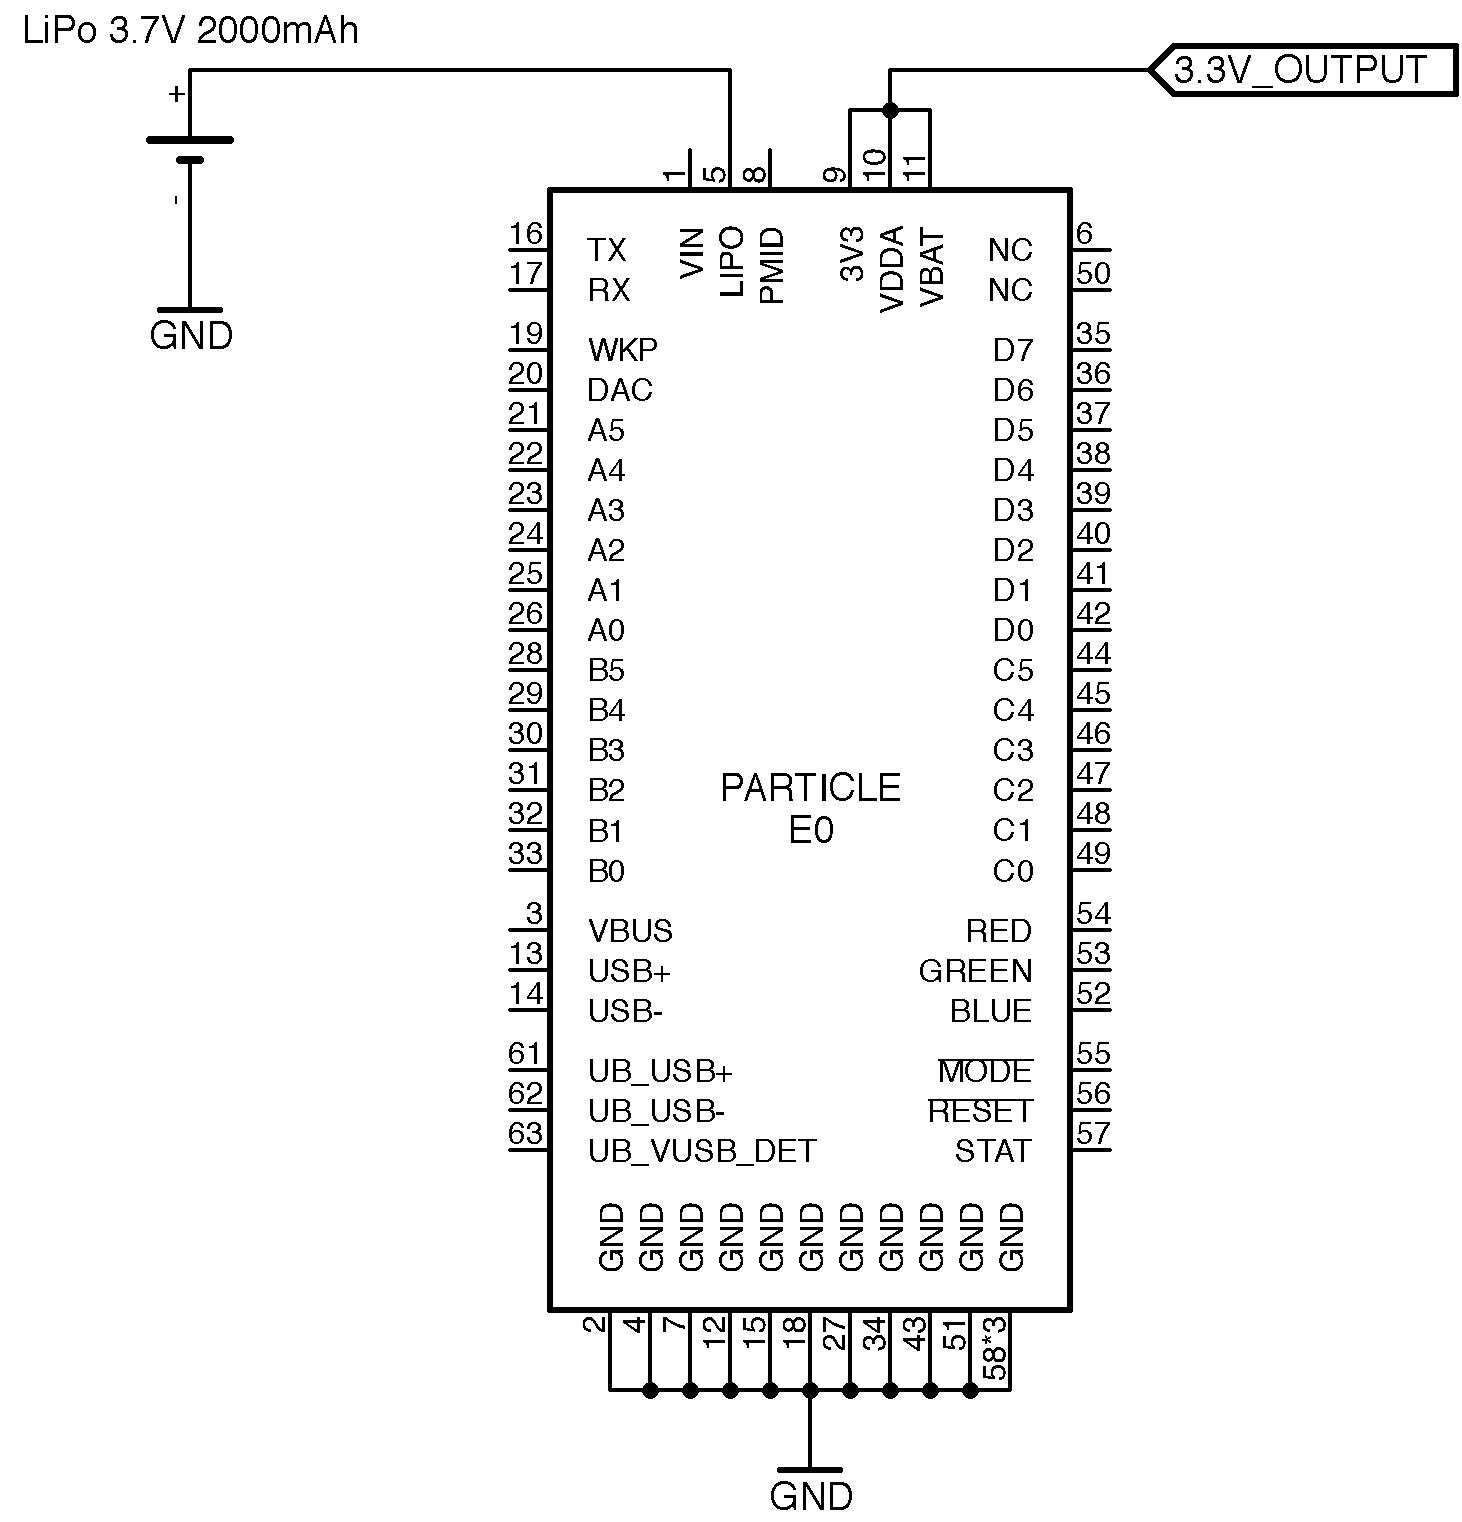 LiPo 3.7V 2000mAh
+
-
GND
3.3V_OUTPUT
1 5 8 9 10 11
VIN LIPO PMID 3V3 VDDA VBAT
16 TX NC 6
17 RX NC 50
19 WKP D7 35
20 DAC D6 36
21 A5 D5 37
22 A4 D4 38
23 A3 D3 39
24 A2 D2 40
25 A1 D1 41
26 A0 D0 42
28 B5 C5 44
29 B4 C4 45
30 B3 C3 46
31 B2 C2 47
32 B1 C1 48
33 B0 C0 49
PARTICLE
E0
3 VBUS RED 54
13 USB+ GREEN 53
14 USB- BLUE 52
61 UB_USB+ MODE 55
62 UB_USB- RESET 56
63 UB_VUSB_DET STAT 57
GND GND GND GND GND GND GND GND GND GND GND
2 4 7 12 15 18 27 34 43 51 58*3
GND